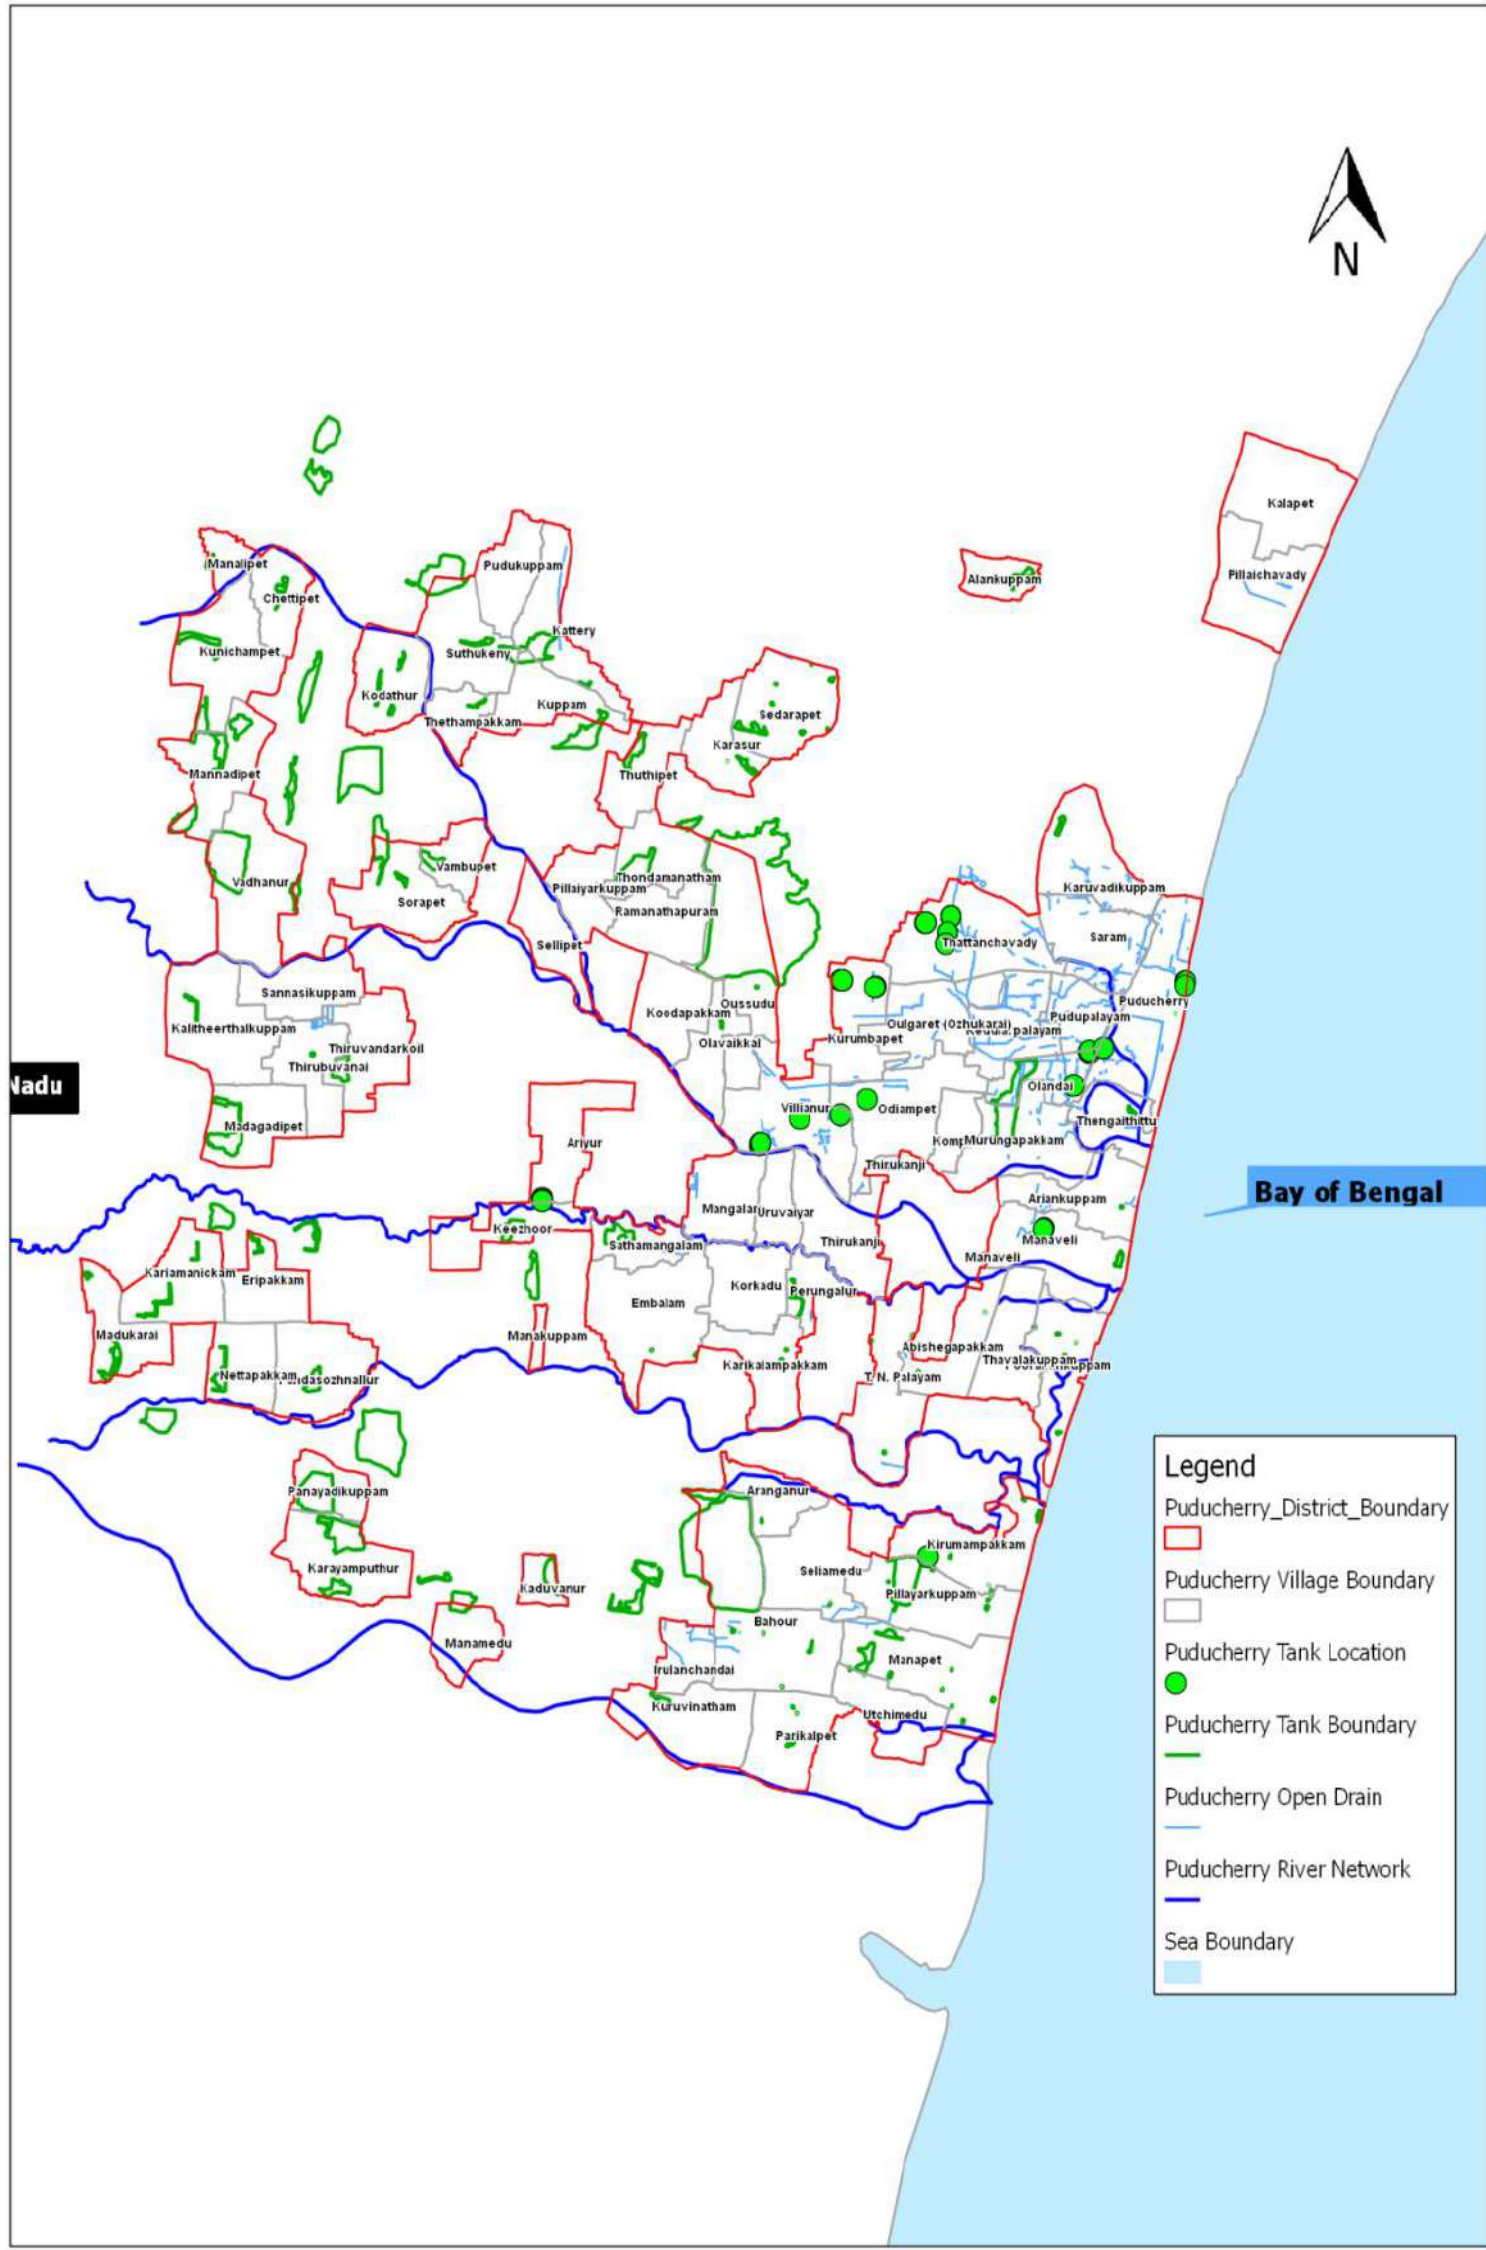 N
Kalapet
Pillaichavady
Alankuppam
Manalipet
Pudukuppam
Chettipet
Kattery
Kunichampet
Suthukeny
Kodathur
Kuppam
Thethampakkam
Sedarapet
Karasur
Mannadipet
Thuthipet
Vambupet
Vadhanur
Thondamanatham
Pillaiyarkuppam
Karuvadikuppam
Sorapet
Ramanathapuram
Saram
Sellipet
Thattanchavady
Sannasikuppam
Oussudu
Puducherry
Koodapakkam
Pudupalayam
Kalitheerthalkuppam
Oulgaret (Ozhukarai)
palayam
Kurumbapet
Olavaikkal
Thiruvandarkoil
Thirubuvanai
Nadu
Olandai
Villianur
Odiampet
Thengaithittu
Madagadipet
Ariyur
Murungapakkam
Thirukanji
Ariankuppam
Bay of Bengal
Uruvaiyar
Keezhoor
Sathamangalam
Thirukanji
Manaveli
Manaveli
Kariamanickam
Eripakkam
Korkadu
Perungalur
Embalam
Madukarai
Manakuppam
Abishegapakkam
Karikalampakkam
Thavalakuppam
Nettapakkam
T. N. Palayam
Panayadikuppam
Aranganur
Kirumampakkam
Karayamputhur
Seliamedu
Kaduvanur
Pillayarkuppam
Bahour
Manamedu
Manapet
Irulanchandai
Kuruvinatham
Utchimedu
Parikalpet
Legend
Puducherry_District_Boundary
Puducherry Village Boundary
Puducherry Tank Location
Puducherry Tank Boundary
Puducherry Open Drain
Puducherry River Network
Sea Boundary